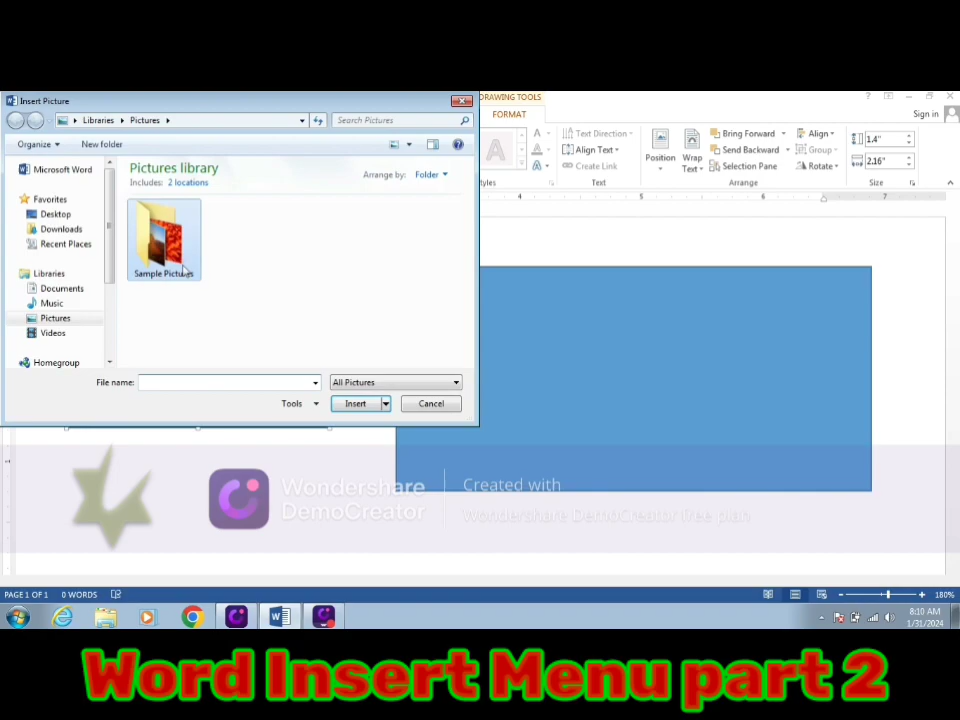 Insert Picture
DRAWING TOOLS
FORMAT
Sign in
Libraries
Pictures
Search Pictures
Organize
New folder
Microsoft Word
Favorites
Desktop
Downloads
Recent Places
Libraries
Documents
Music
Pictures
Videos
Homegroup
Pictures library
Includes: 2 locations
Arrange by: Folder
Sample Pictures
File name:
All Pictures
Tools
Insert
Cancel
A
Text Direction
Align Text
Create Link
Text
Position
Wrap
Text
Bring Forward
Send Backward
Selection Pane
Align
Group
Rotate
Arrange
1.4"
2.16"
Size
4 5 6 7
Wondershare
DemoCreator
Created with
Wondershare DemoCreator free plan
PAGE 1 OF 1
0 WORDS
180%
8:10 AM
1/31/2024
Word Insert Menu part 2